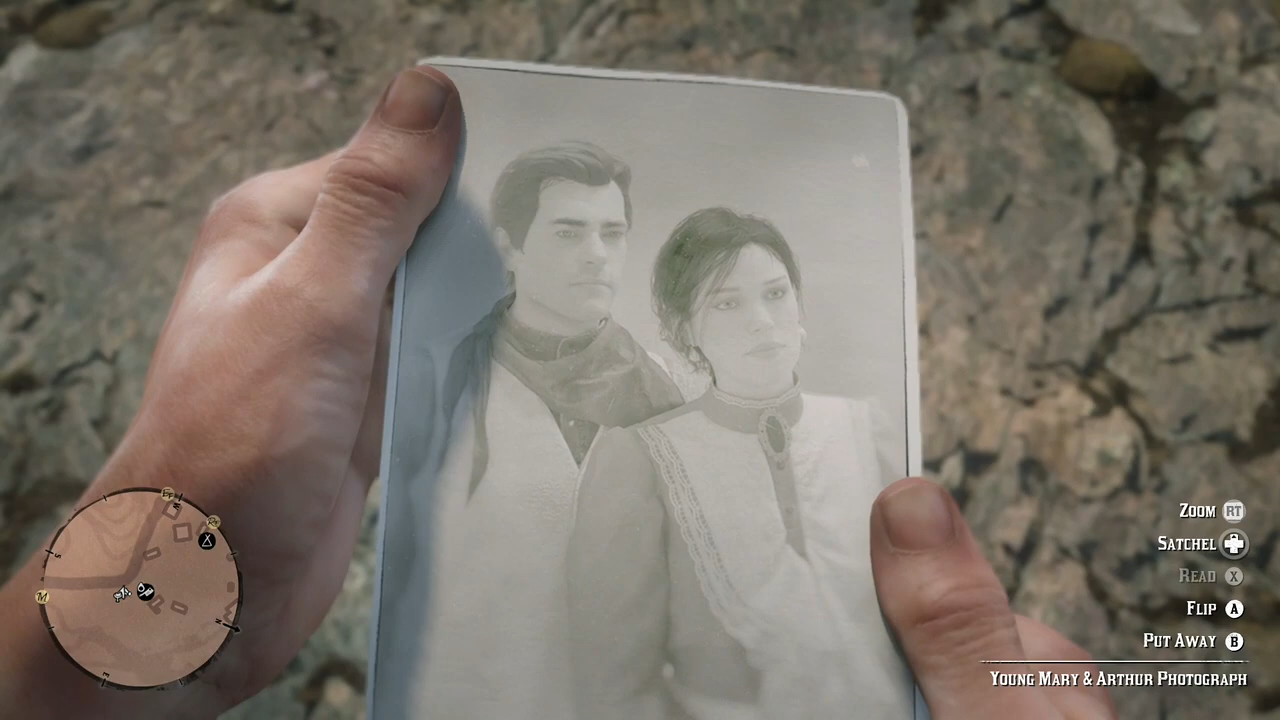 Zoom RT
Satchel
Read X
Flip A
Put Away B
Young Mary & Arthur Photograph
M